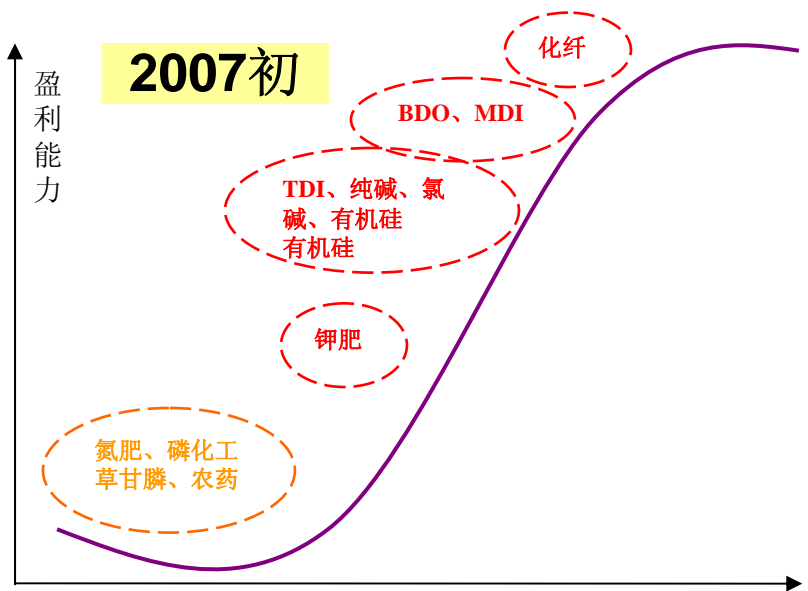 2007初
盈利能力
化纤
BDO、MDI
TDI、纯碱、氯
碱、有机硅
有机硅
钾肥
氮肥、磷化工
草甘膦、农药